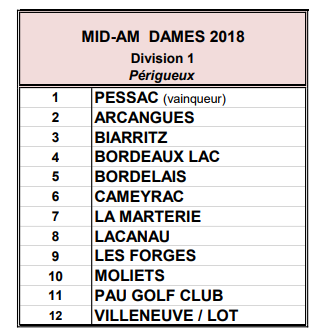 MID-AM DAMES 2018
Division 1
Périgueux
1 PESSAC (vainqueur)
2 ARCANGUES
3 BIARRITZ
4 BORDEAUX LAC
5 BORDELAIS
6 CAMEYRAC
7 LA MARTERIE
8 LACANAU
9 LES FORGES
10 MOLIETS
11 PAU GOLF CLUB
12 VILLENEUVE / LOT